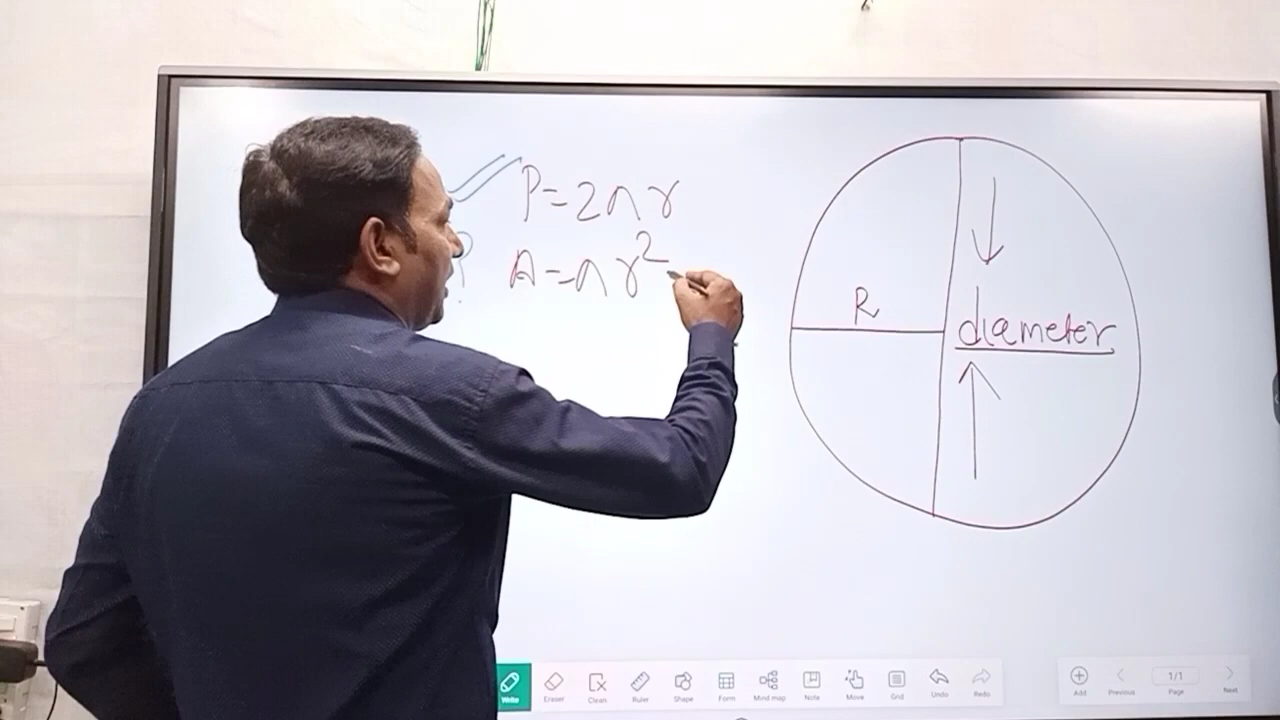 P=2πr
?
A=πr²
R
diameter
Write
Eraser
Clean
Ruler
Shape
Form
Mind map
Note
Move
Grid
Undo
Redo
Add
Previous
1/1
Page
Next